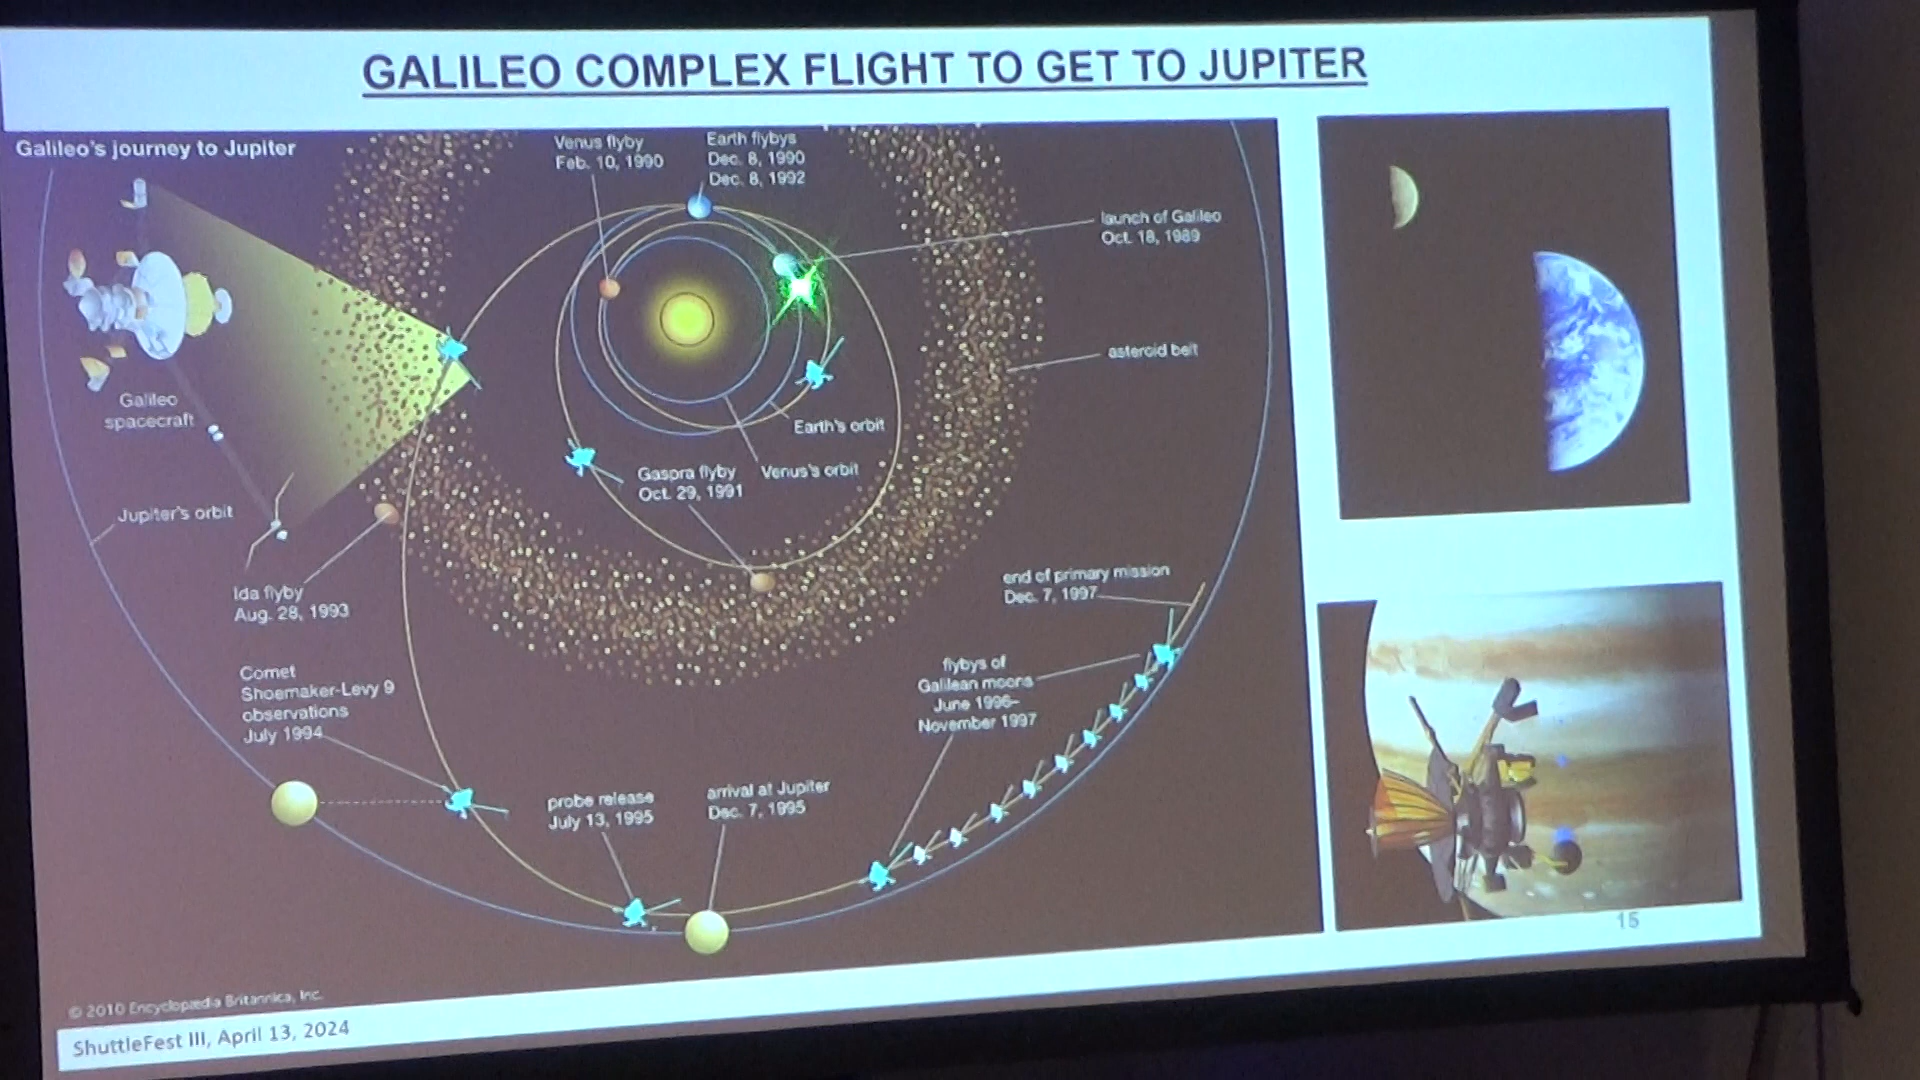 GALILEO COMPLEX FLIGHT TO GET TO JUPITER
Galileo's journey to Jupiter
Venus flyby
Feb. 10, 1990
Earth flybys
Dec. 8, 1990
Dec. 8, 1992
launch of Galileo
Oct. 18, 1989
asteroid belt
Galileo
spacecraft
Earth's orbit
Gaspra flyby
Oct. 29, 1991
Venus's orbit
Jupiter's orbit
Ida flyby
Aug. 28, 1993
end of primary mission
Dec. 7, 1997
Comet
Shoemaker-Levy 9
observations
July 1994
flybys of
Galilean moons
June 1996–
November 1997
probe release
July 13, 1995
arrival at Jupiter
Dec. 7, 1995
15
© 2010 Encyclopædia Britannica, Inc.
ShuttleFest III, April 13, 2024